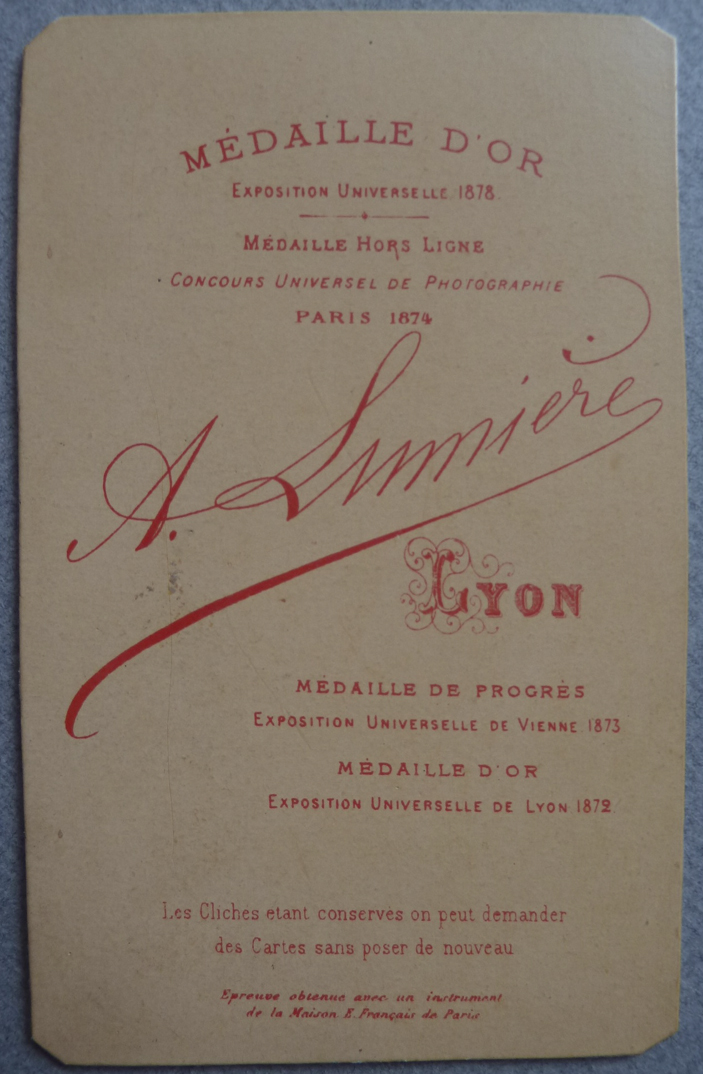 MÉDAILLE D'OR
EXPOSITION UNIVERSELLE 1878.
MÉDAILLE HORS LIGNE
CONCOURS UNIVERSEL DE PHOTOGRAPHIE
PARIS 1874
A. Lumière
LYON
MÉDAILLE DE PROGRÈS
EXPOSITION UNIVERSELLE DE VIENNE 1873
MÉDAILLE D'OR
EXPOSITION UNIVERSELLE DE LYON 1872.
Les Cliches etant conservés on peut demander
des Cartes sans poser de nouveau
Epreuve obtenue avec un instrument
de la Maison E. Français de Paris